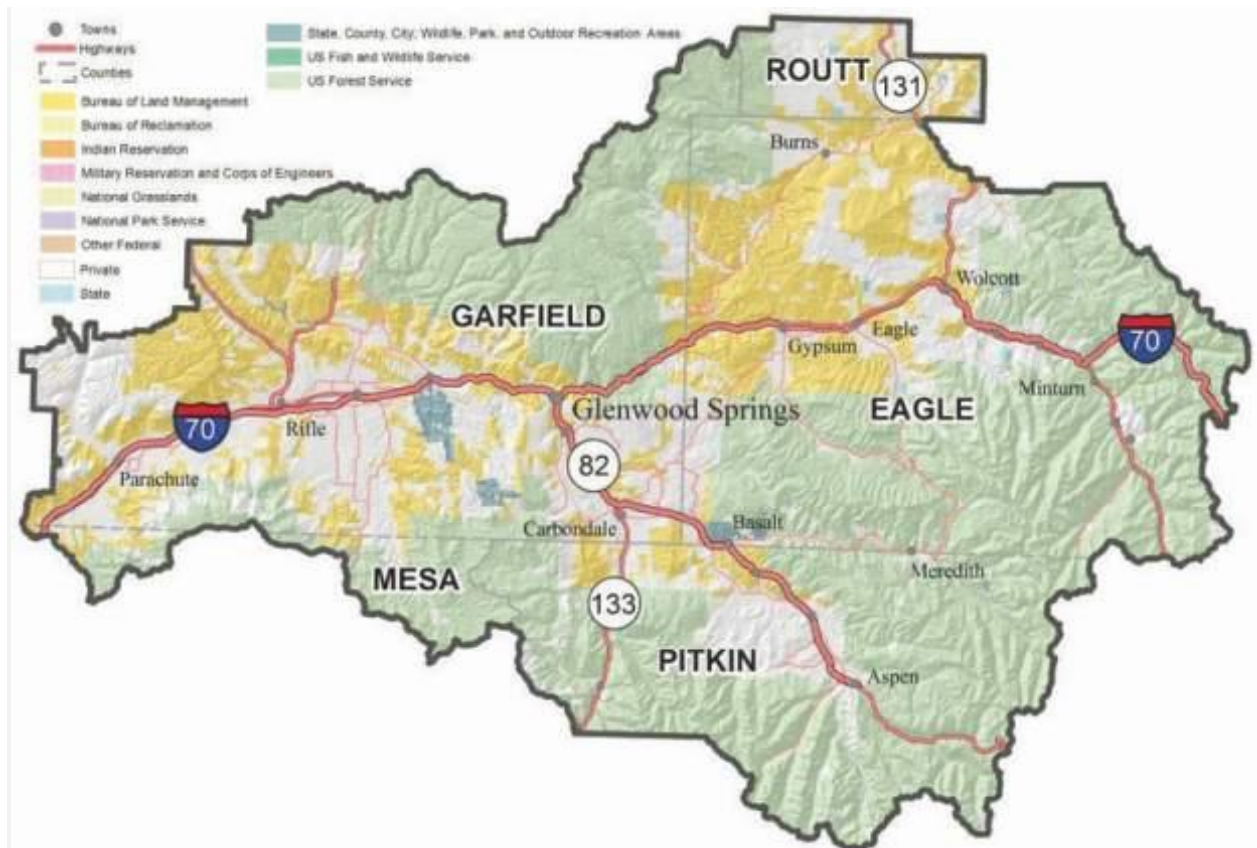 Towns
Highways
Counties
Bureau of Land Management
Bureau of Reclamation
Indian Reservation
Military Reservation and Corps of Engineers
National Grasslands
National Park Service
Other Federal
Private
State
State, County, City; Wildlife, Park, and Outdoor Recreation Areas
US Fish and Wildlife Service
US Forest Service
ROUTT
131
Burns
Wolcott
GARFIELD
Eagle
Gypsum
70
Minturn
Glenwood Springs
EAGLE
Rifle
70
82
Parachute
Carbondale
Basalt
Meredith
MESA
133
PITKIN
Aspen